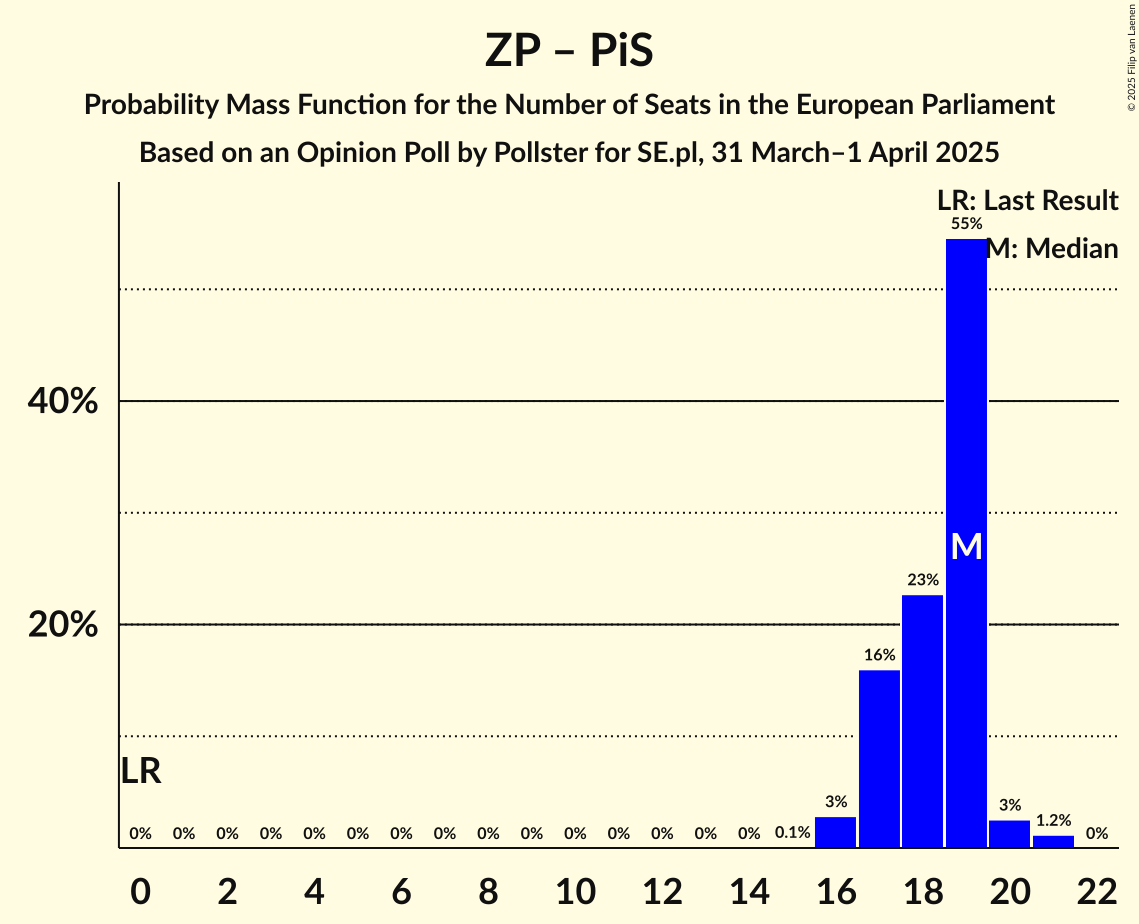 ZP – PiS
Probability Mass Function for the Number of Seats in the European Parliament
Based on an Opinion Poll by Pollster for SE.pl, 31 March–1 April 2025
© 2025 Filip van Laenen
LR: Last Result
M: Median
55%
40%
M
23%
20%
16%
LR
0% 0% 0% 0% 0% 0% 0% 0% 0% 0% 0% 0% 0% 0% 0% 0.1% 3% 3% 1.2% 0%
0 2 4 6 8 10 12 14 16 18 20 22